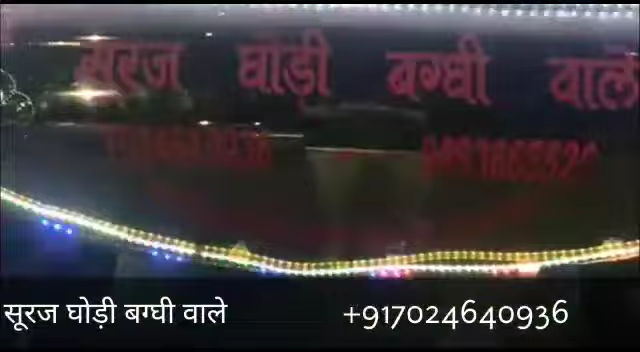 सूरज घोड़ी बग्घी वाले
सूरज घोड़ी बग्घी वाले +917024640936